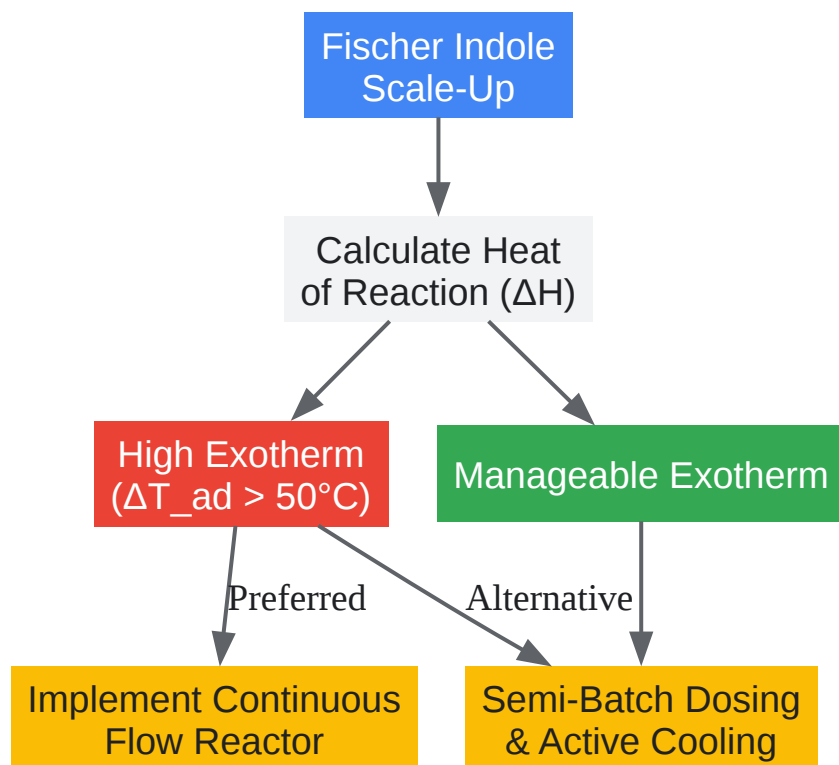 Fischer Indole
Scale-Up
Calculate Heat
of Reaction (ΔH)
High Exotherm
(ΔT_ad > 50°C)
Manageable Exotherm
Preferred
Alternative
Implement Continuous
Flow Reactor
Semi-Batch Dosing
& Active Cooling